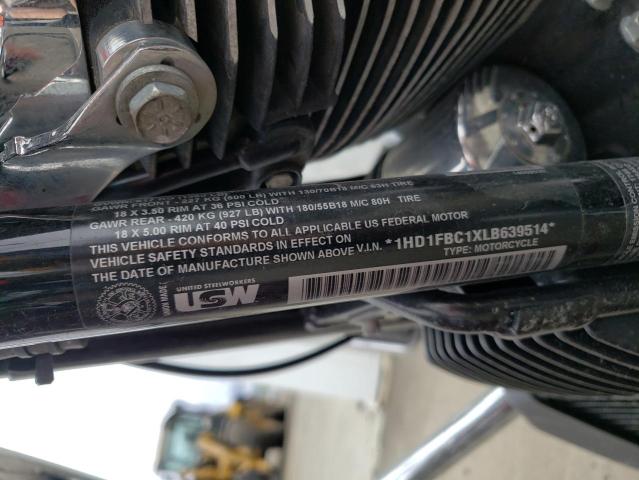 GAWR FRONT - 227 KG (500 LB) WITH 130/70B18 M/C 63H TIRE
18 X 3.50 RIM AT 36 PSI COLD
GAWR REAR - 420 KG (927 LB) WITH 180/55B18 M/C 80H TIRE
18 X 5.00 RIM AT 40 PSI COLD
THIS VEHICLE CONFORMS TO ALL APPLICABLE US FEDERAL MOTOR
VEHICLE SAFETY STANDARDS IN EFFECT ON
THE DATE OF MANUFACTURE SHOWN ABOVE V.I.N. *1HD1FBC1XLB639514*
TYPE: MOTORCYCLE
UNION MADE
UNITED STEELWORKERS
USW